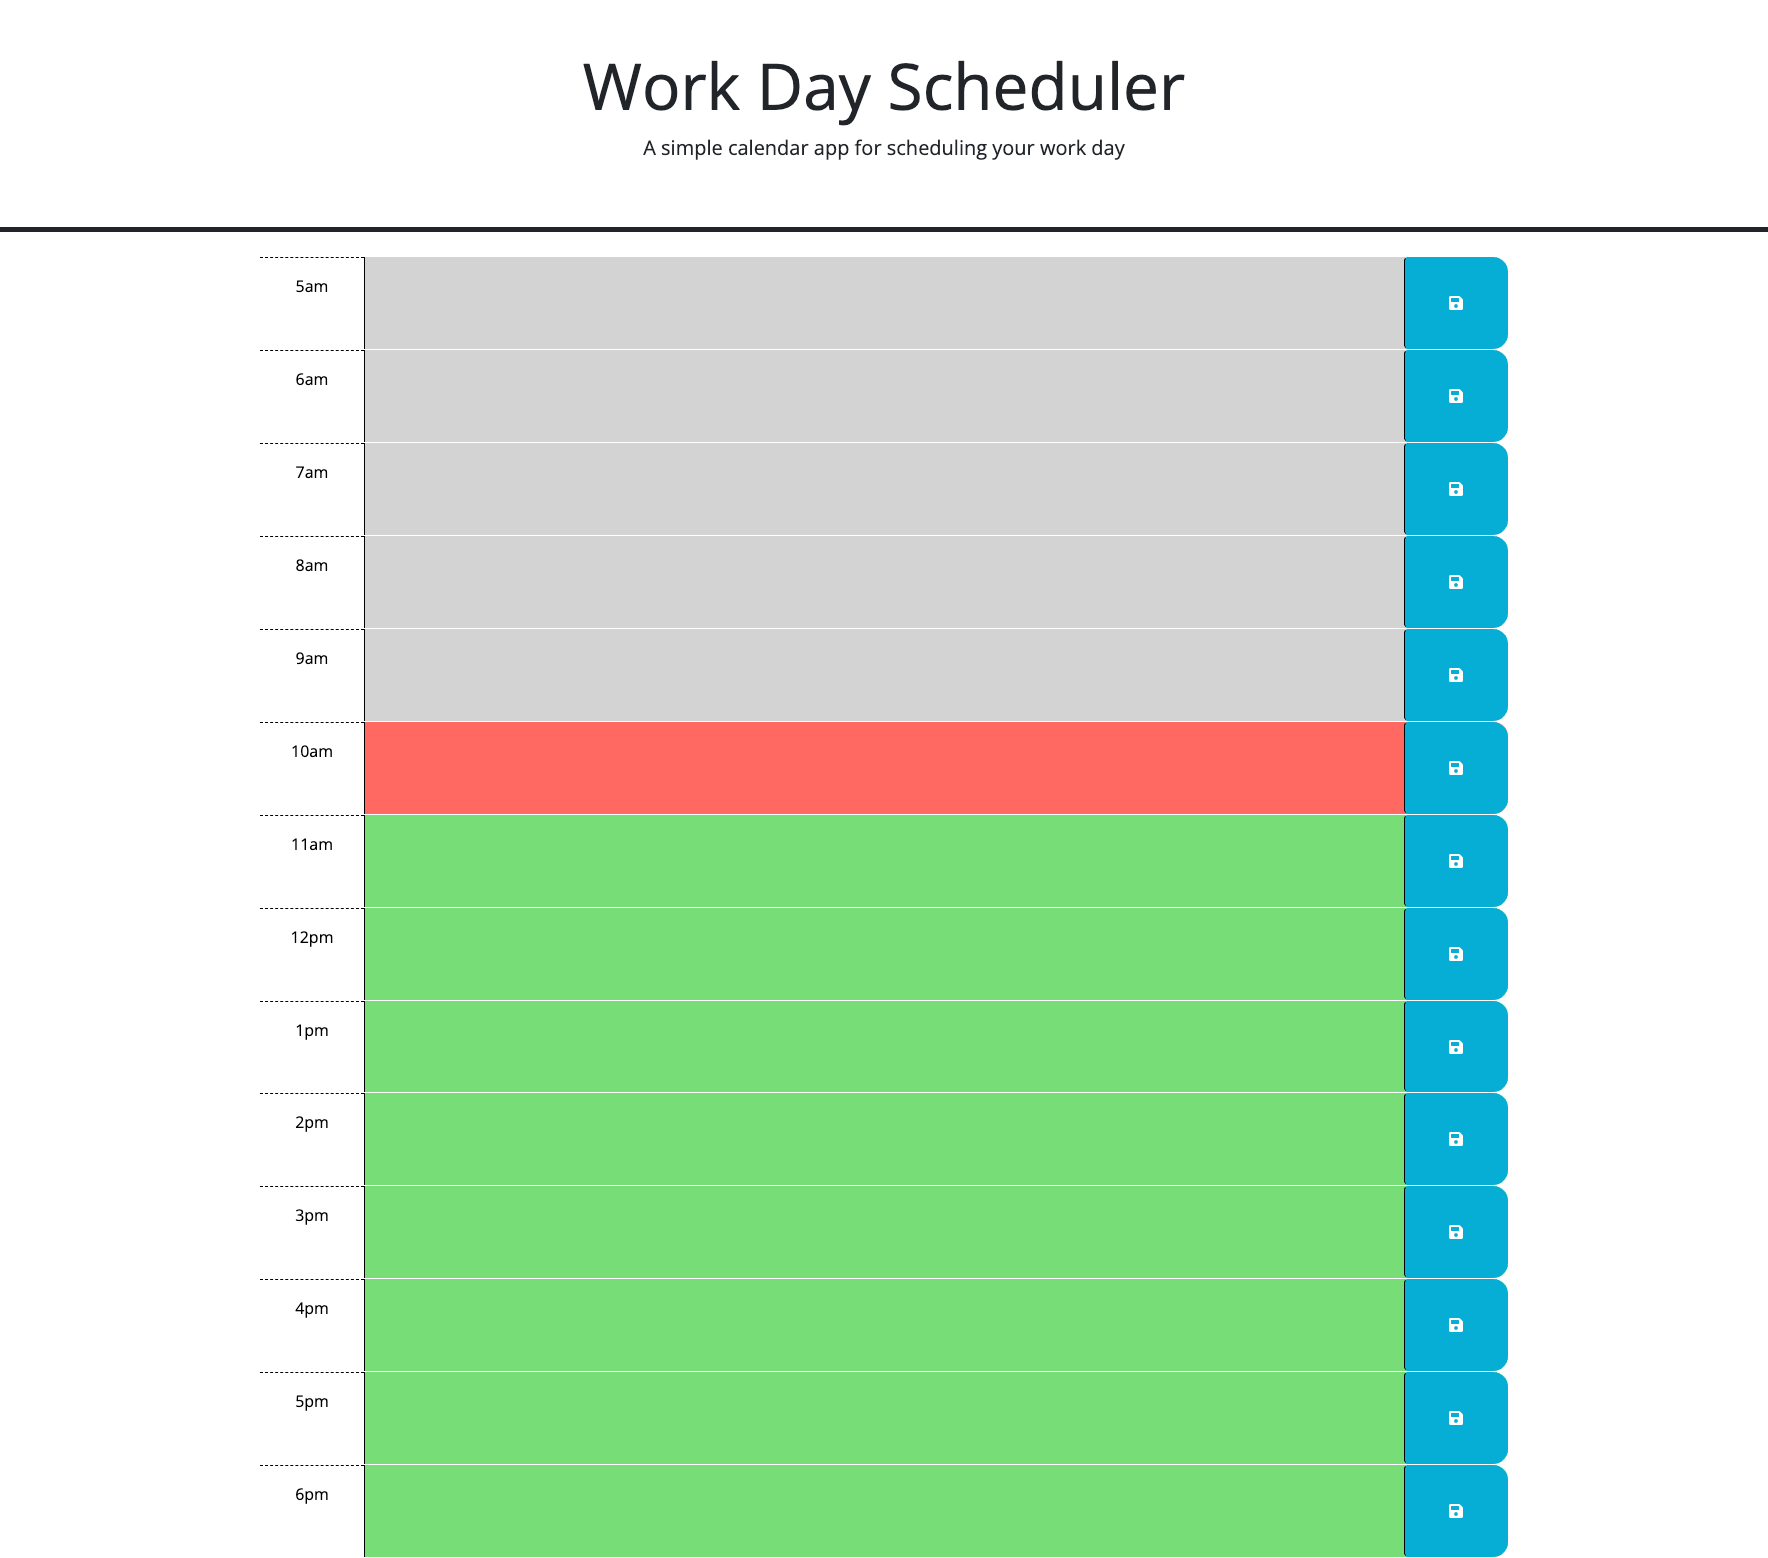 Work Day Scheduler
A simple calendar app for scheduling your work day
5am
6am
7am
8am
9am
10am
11am
12pm
1pm
2pm
3pm
4pm
5pm
6pm